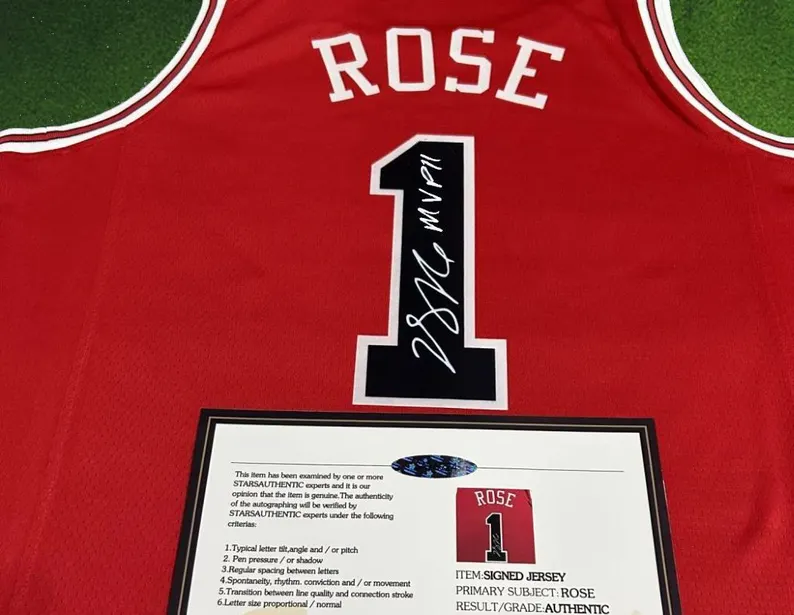 ROSE
1
MVP11
This item has been examined by one or more
STARSAUTHENTIC experts and it is our
opinion that the item is genuine.The authenticity
of the autographing will be verified by
STARSAUTHENTIC experts under the following
criterias:
1.Typical letter tilt,angle and / or pitch
2. Pen pressure / or shadow
3.Regular spacing between letters
4.Spontaneity, rhythm. conviction and / or movement
5.Transition between line quality and connection stroke
6.Letter size proportional / normal
ROSE
1
ITEM:SIGNED JERSEY
PRIMARY SUBJECT: ROSE
RESULT/GRADE:AUTHENTIC